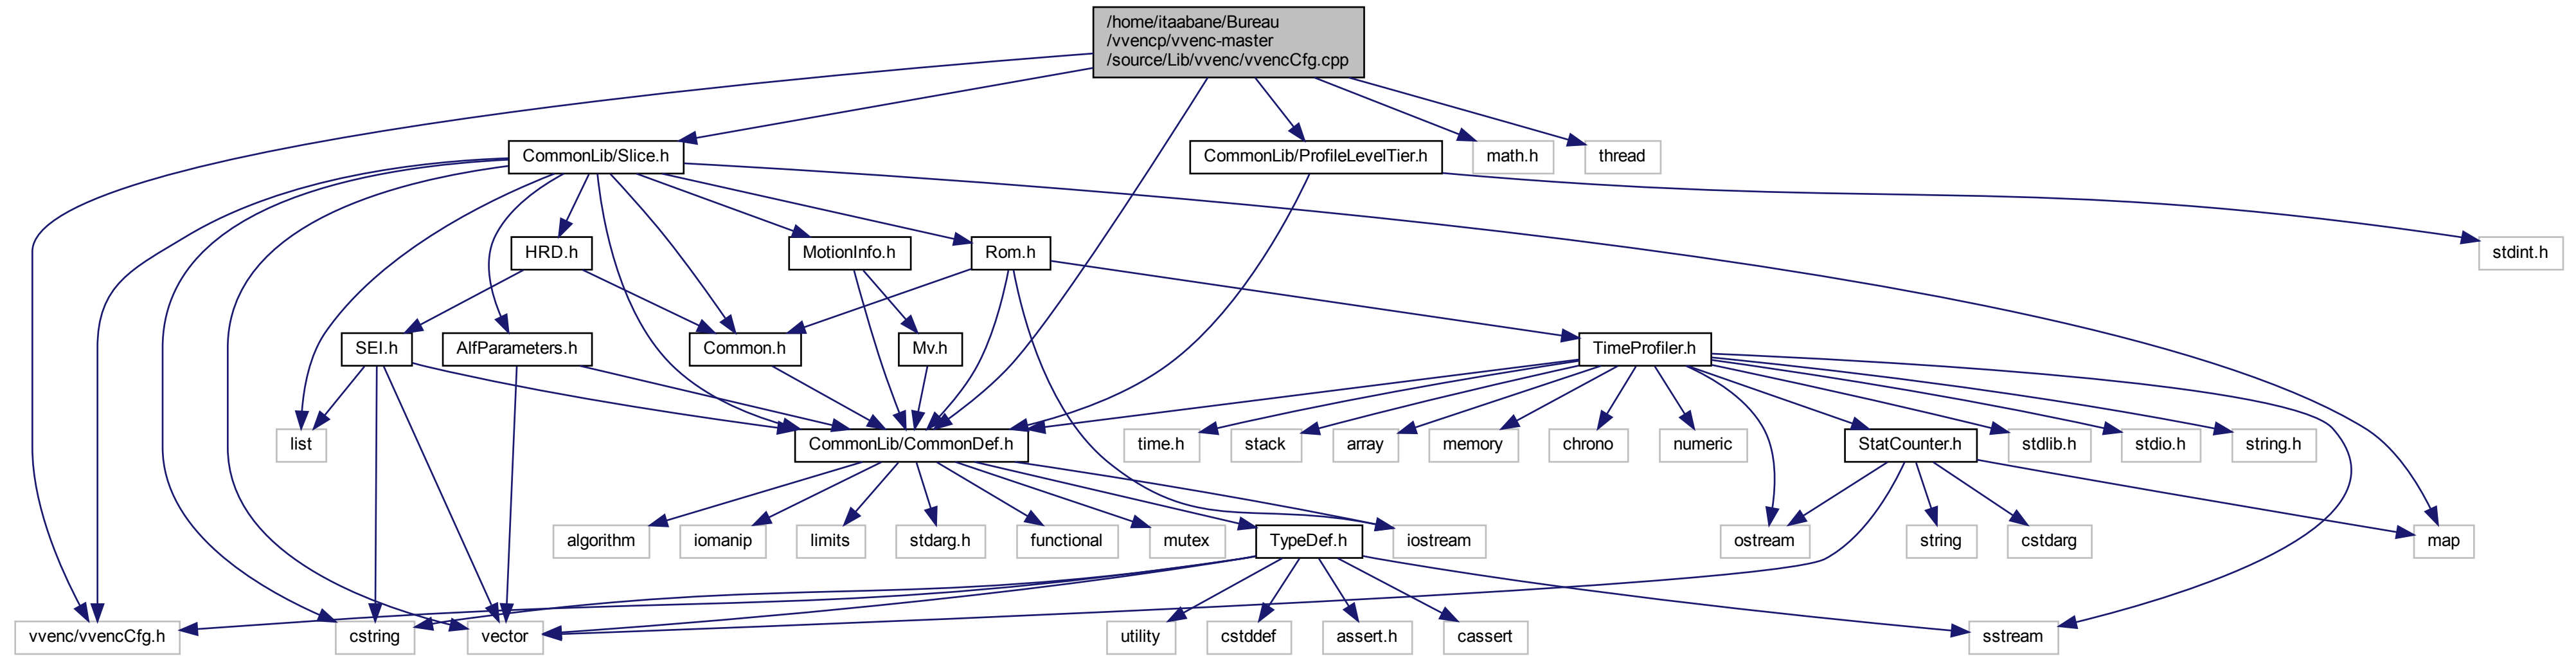 /home/itaabane/Bureau
/vvencp/vvenc-master
/source/Lib/vvenc/vvencCfg.cpp
CommonLib/Slice.h
CommonLib/ProfileLevelTier.h
math.h
thread
HRD.h
MotionInfo.h
Rom.h
stdint.h
SEI.h
AlfParameters.h
Common.h
Mv.h
TimeProfiler.h
list
CommonLib/CommonDef.h
time.h
stack
array
memory
chrono
numeric
StatCounter.h
stdlib.h
stdio.h
string.h
algorithm
iomanip
limits
stdarg.h
functional
mutex
TypeDef.h
iostream
ostream
string
cstdarg
map
vvenc/vvencCfg.h
cstring
vector
utility
cstddef
assert.h
cassert
sstream